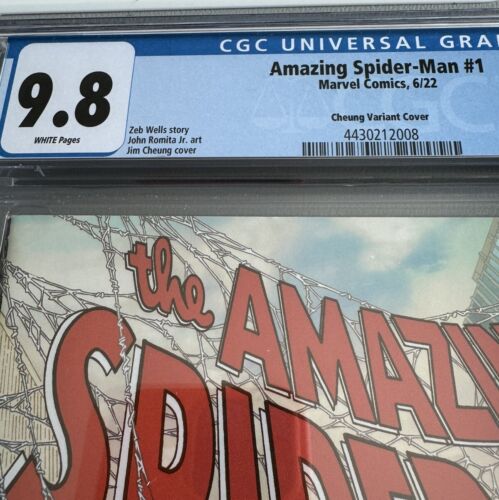 CGC UNIVERSAL GRA
9.8
WHITE Pages
Amazing Spider-Man #1
Marvel Comics, 6/22
Zeb Wells story
John Romita Jr. art
Jim Cheung cover
Cheung Variant Cover
4430212008
the AMAZI
SPIDER